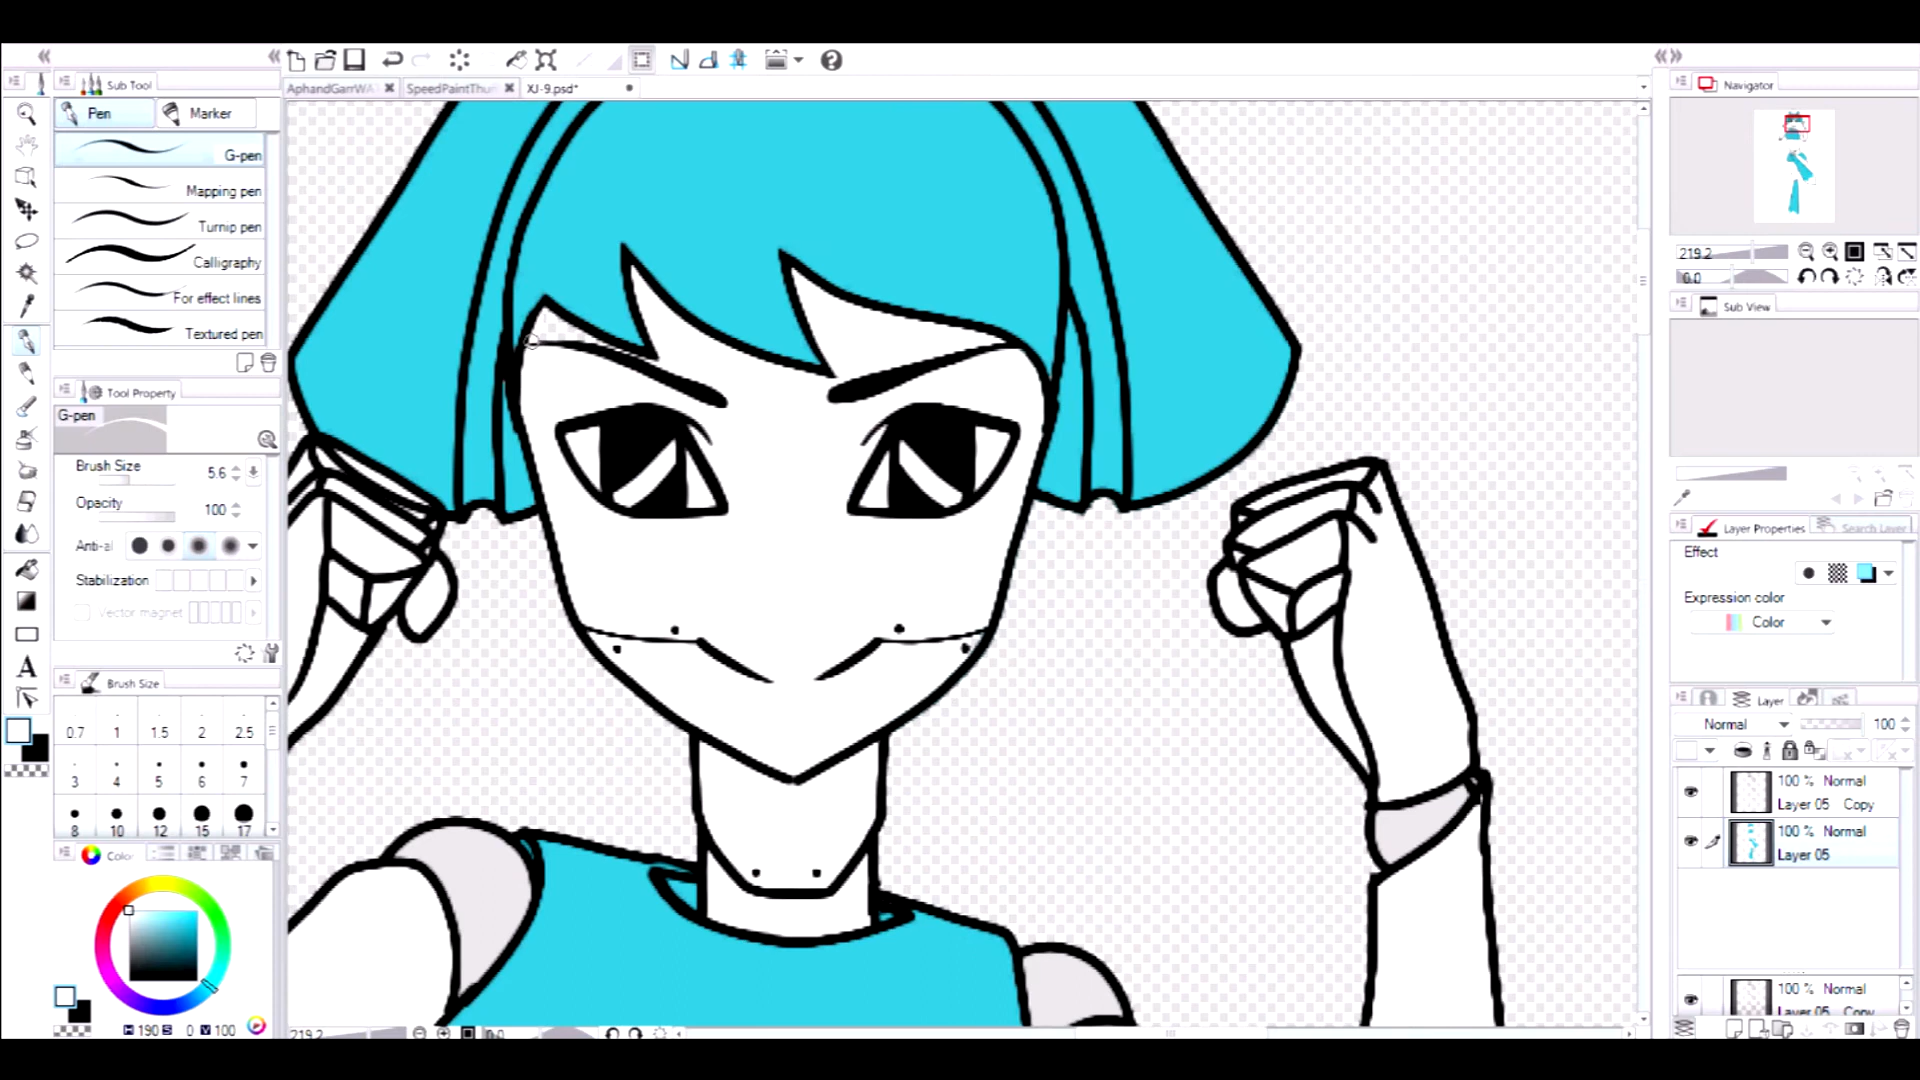 Sub Tool
AphandGarrWA
SpeedPaintThu
XJ-9.psd*
Navigator
Pen
Marker
G-pen
Mapping pen
Turnip pen
Calligraphy
For effect lines
Textured pen
219.2
0.0
Sub View
Tool Property
G-pen
Brush Size
5.6
Opacity
100
Anti-al
Stabilization
Vector magnet
Layer Properties
Search Layer
Effect
Expression color
Color
Brush Size
0.7 1 1.5 2 2.5
3 4 5 6 7
8 10 12 15 17
Layer
Normal
100
100 % Normal
Layer 05 Copy
100 % Normal
Layer 05
100 % Normal
Layer 05 Copy
Color
H 190 S 0 V 100
219.2
0.0
A